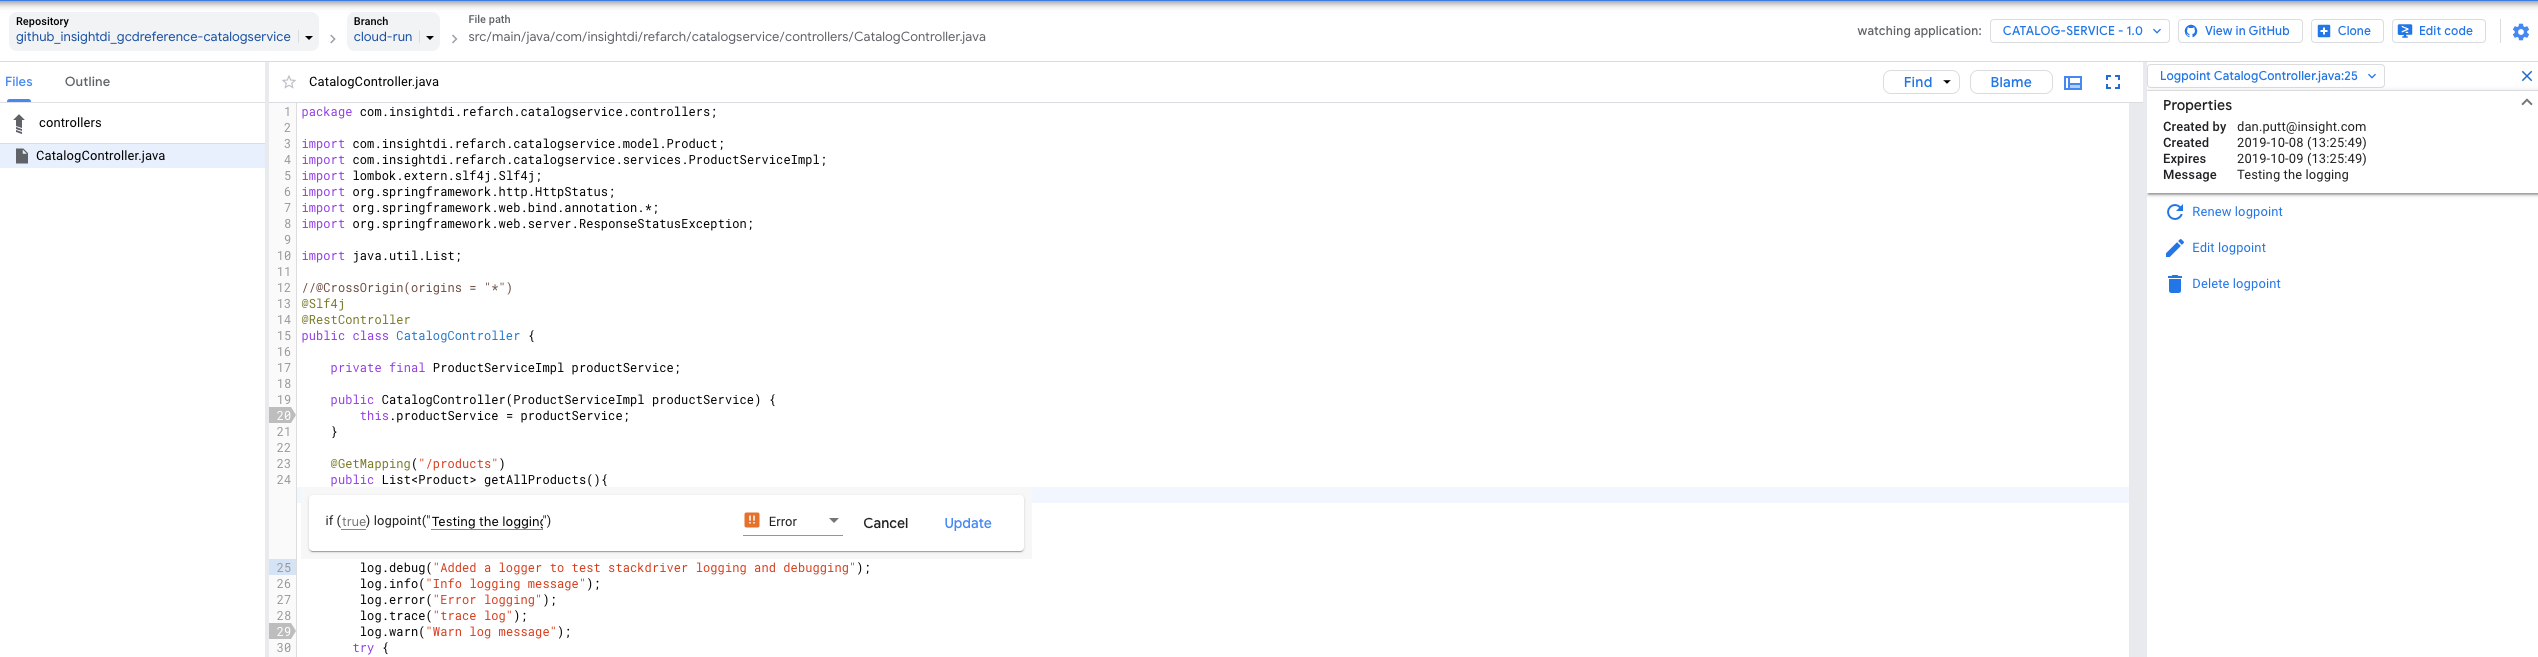 Repository
github_insightdi_gcdreference-catalogservice
Branch
cloud-run
File path
src/main/java/com/insightdi/refarch/catalogservice/controllers/CatalogController.java
watching application:
CATALOG-SERVICE - 1.0
View in GitHub
Clone
Edit code
Files
Outline
controllers
CatalogController.java
CatalogController.java
Find
Blame
1 package com.insightdi.refarch.catalogservice.controllers;
2
3 import com.insightdi.refarch.catalogservice.model.Product;
4 import com.insightdi.refarch.catalogservice.services.ProductServiceImpl;
5 import lombok.extern.slf4j.Slf4j;
6 import org.springframework.http.HttpStatus;
7 import org.springframework.web.bind.annotation.*;
8 import org.springframework.web.server.ResponseStatusException;
9
10 import java.util.List;
11
12 //@CrossOrigin(origins = "*")
13 @Slf4j
14 @RestController
15 public class CatalogController {
16
17     private final ProductServiceImpl productService;
18
19     public CatalogController(ProductServiceImpl productService) {
20         this.productService = productService;
21     }
22
23     @GetMapping("/products")
24     public List<Product> getAllProducts(){
if (true) logpoint("Testing the logging")
Error
Cancel
Update
25         log.debug("Added a logger to test stackdriver logging and debugging");
26         log.info("Info logging message");
27         log.error("Error logging");
28         log.trace("trace log");
29         log.warn("Warn log message");
30        try {
Logpoint CatalogController.java:25
Properties
Created by dan.putt@insight.com
Created 2019-10-08 (13:25:49)
Expires 2019-10-09 (13:25:49)
Message Testing the logging
Renew logpoint
Edit logpoint
Delete logpoint